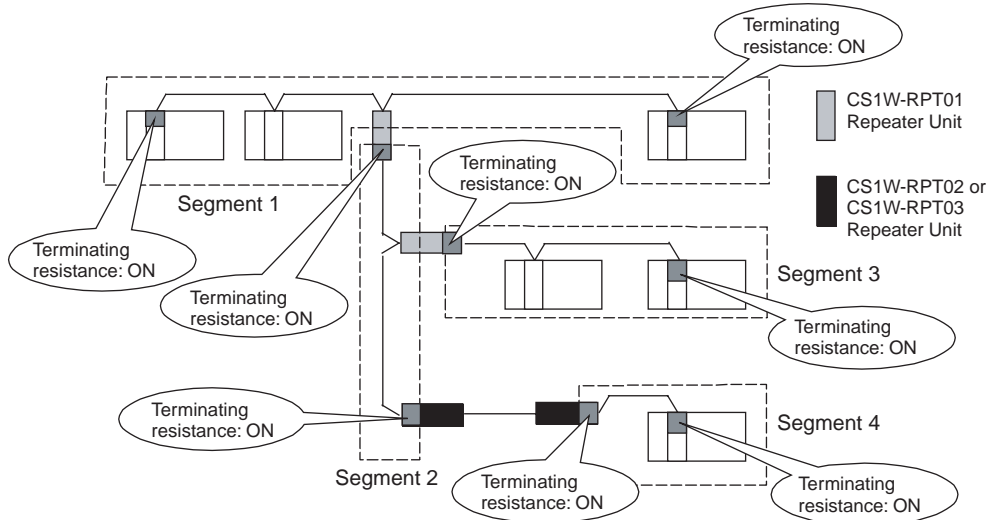 Terminating
resistance: ON
CS1W-RPT01
Repeater Unit
Terminating
resistance: ON
CS1W-RPT02 or
CS1W-RPT03
Repeater Unit
Segment 1
Terminating
resistance: ON
Segment 3
Terminating
resistance: ON
Terminating
resistance: ON
Terminating
resistance: ON
Segment 4
Segment 2
Terminating
resistance: ON
Terminating
resistance: ON